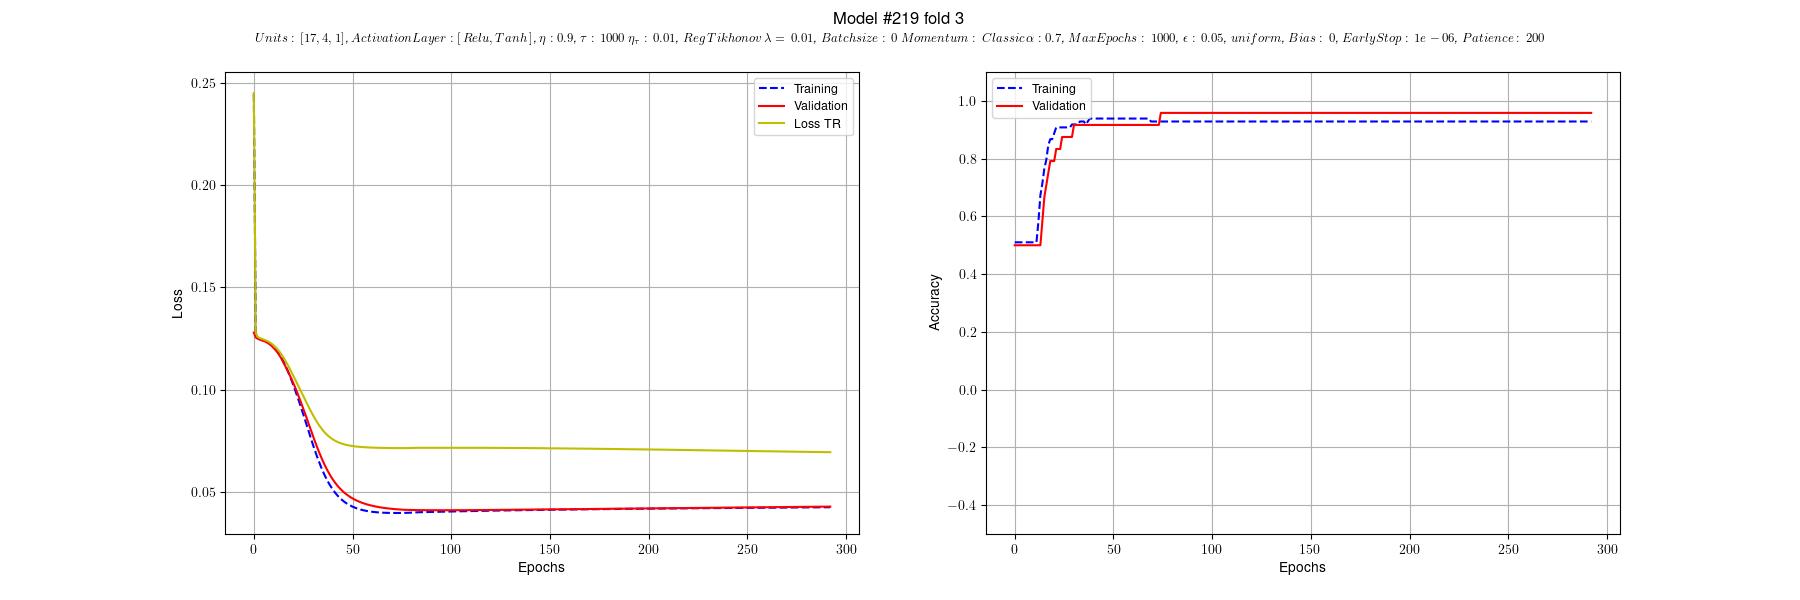 Model #219 fold 3
Units : [17, 4, 1], ActivationLayer : [Relu, Tanh], η : 0.9, τ : 1000 η_τ : 0.01, RegTikhonov λ = 0.01, Batchsize : 0 Momentum : Classic α : 0.7, MaxEpochs : 1000, ϵ : 0.05, uniform, Bias : 0, EarlyStop : 1e − 06, Patience : 200
0.25
0.20
0.15
0.10
0.05
Loss
0 50 100 150 200 250 300
Epochs
Training
Validation
Loss TR
1.0
0.8
0.6
0.4
0.2
0.0
−0.2
−0.4
Accuracy
0 50 100 150 200 250 300
Epochs
Training
Validation